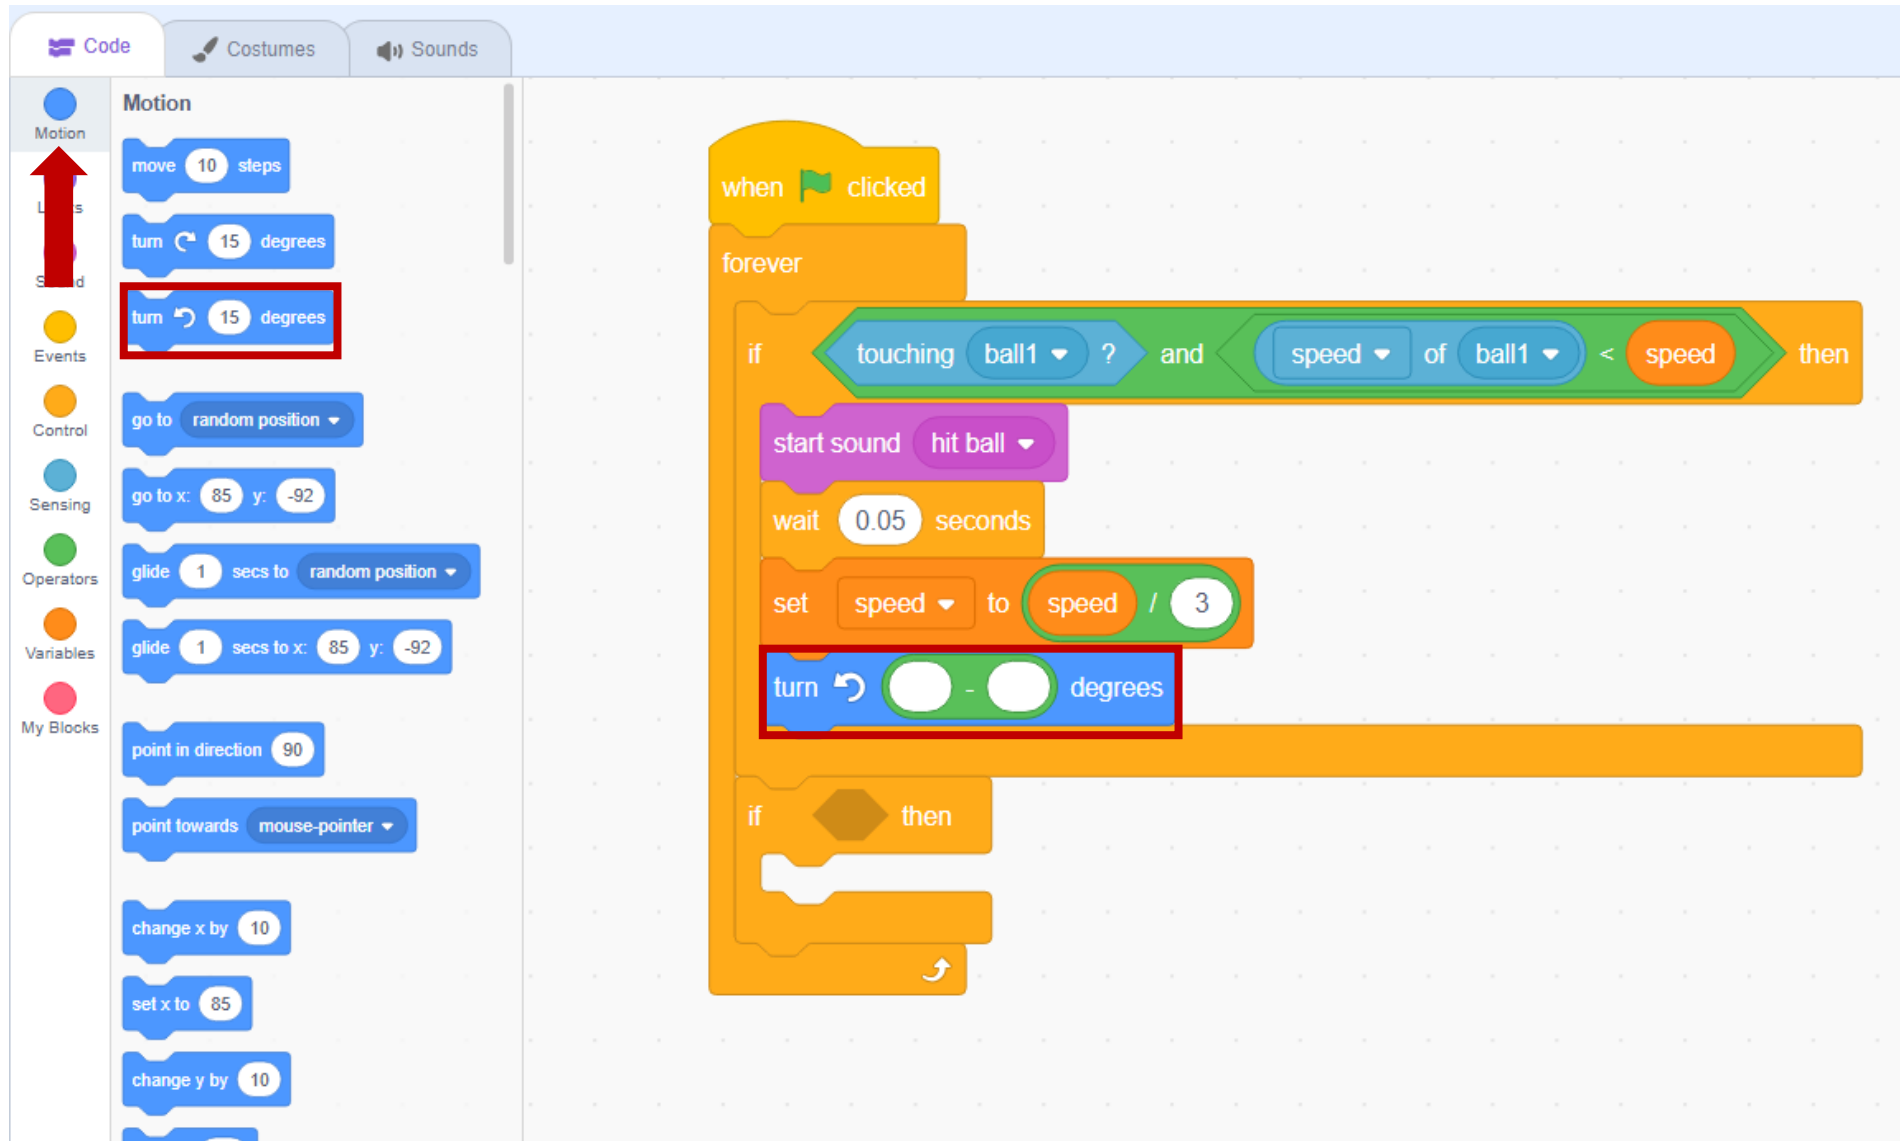 Code
Costumes
Sounds
Motion
Events
Control
Sensing
Operators
Variables
My Blocks
Motion
move 10 steps
turn 15 degrees
turn 15 degrees
go to random position
go to x: 85 y: -92
glide 1 secs to random position
glide 1 secs to x: 85 y: -92
point in direction 90
point towards mouse-pointer
change x by 10
set x to 85
change y by 10
when clicked
forever
if touching ball1 ? and speed of ball1 < speed then
start sound hit ball
wait 0.05 seconds
set speed to speed / 3
turn - degrees
if then